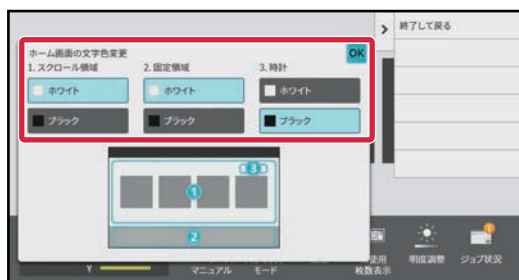 終了して戻る
ホーム画面の文字色変更
OK
1. スクロール領域
2. 固定領域
3. 時計
ホワイト
ホワイト
ホワイト
ブラック
ブラック
ブラック
3
1
2
Y
マニュアル
モード
使用
枚数表示
明度調整
ジョブ状況